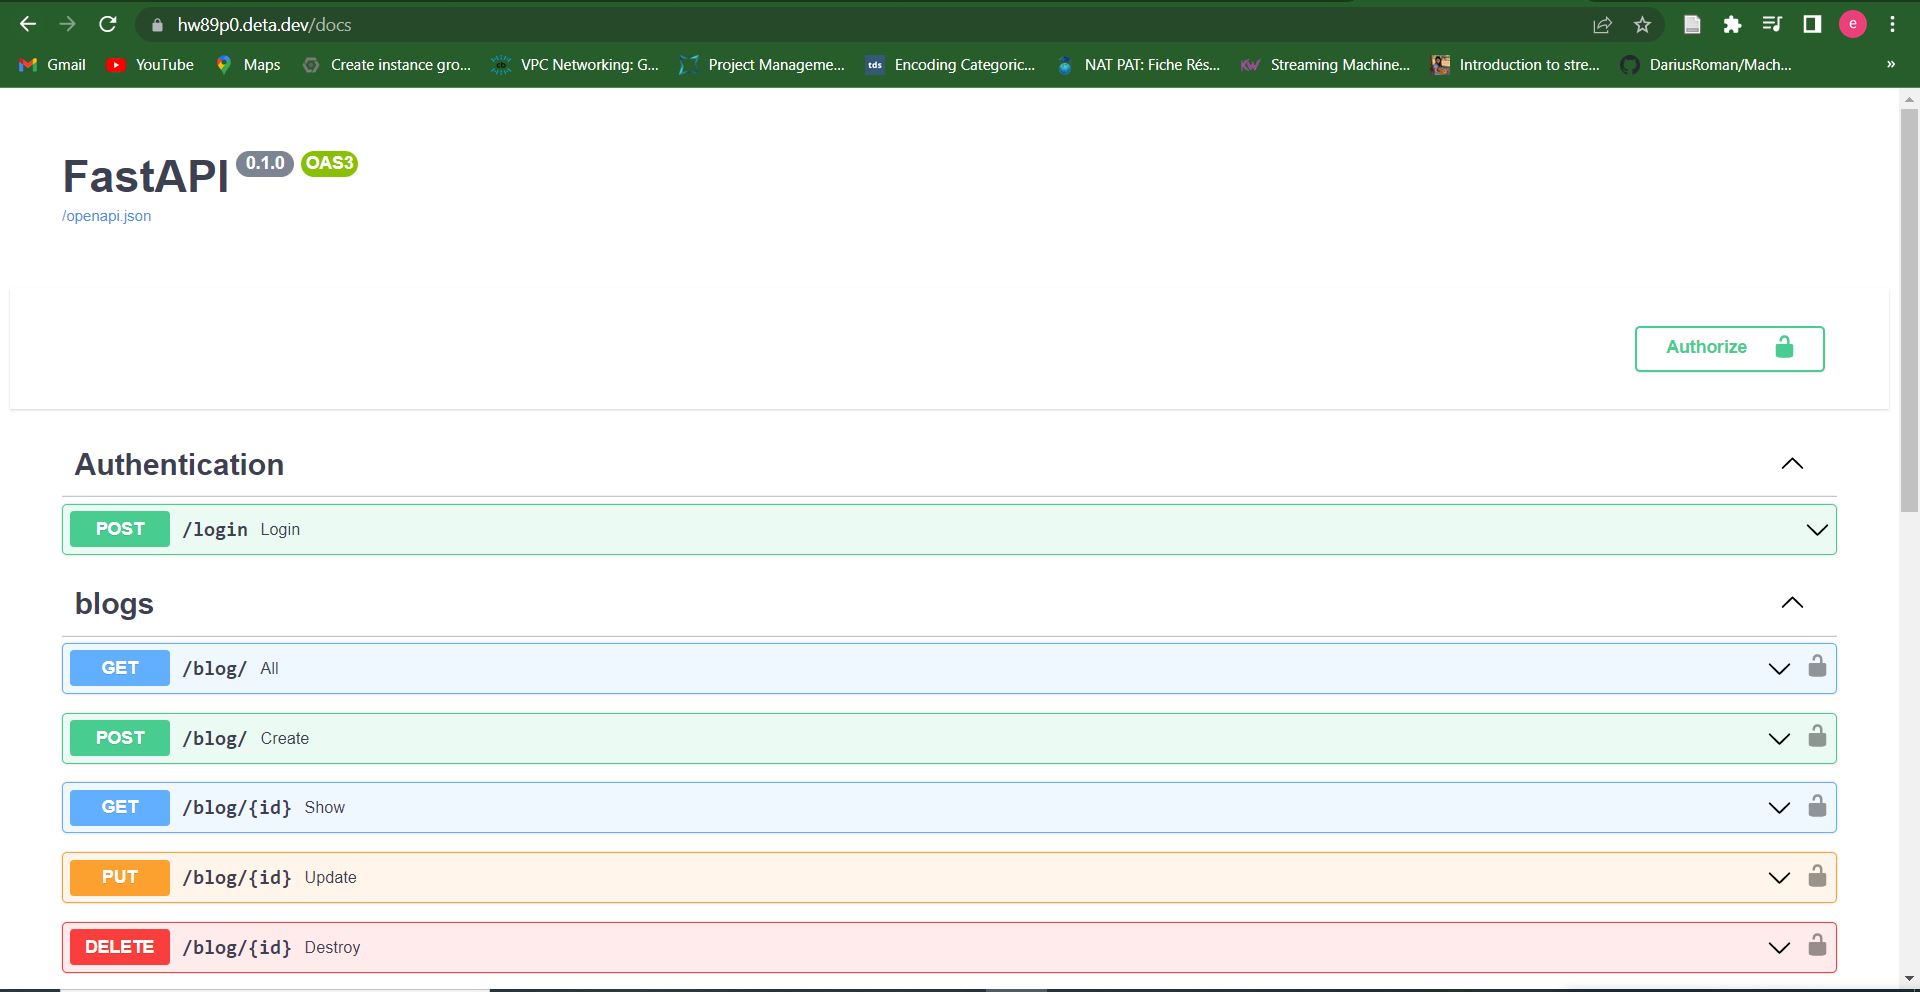 hw89p0.deta.dev/docs
e
Gmail YouTube Maps Create instance gro... VPC Networking: G... Project Manageme... tds Encoding Categoric... NAT PAT: Fiche Rés... KW Streaming Machine... Introduction to stre... DariusRoman/Mach... »
FastAPI 0.1.0 OAS3
/openapi.json
Authorize
Authentication
POST /login Login
blogs
GET /blog/ All
POST /blog/ Create
GET /blog/{id} Show
PUT /blog/{id} Update
DELETE /blog/{id} Destroy